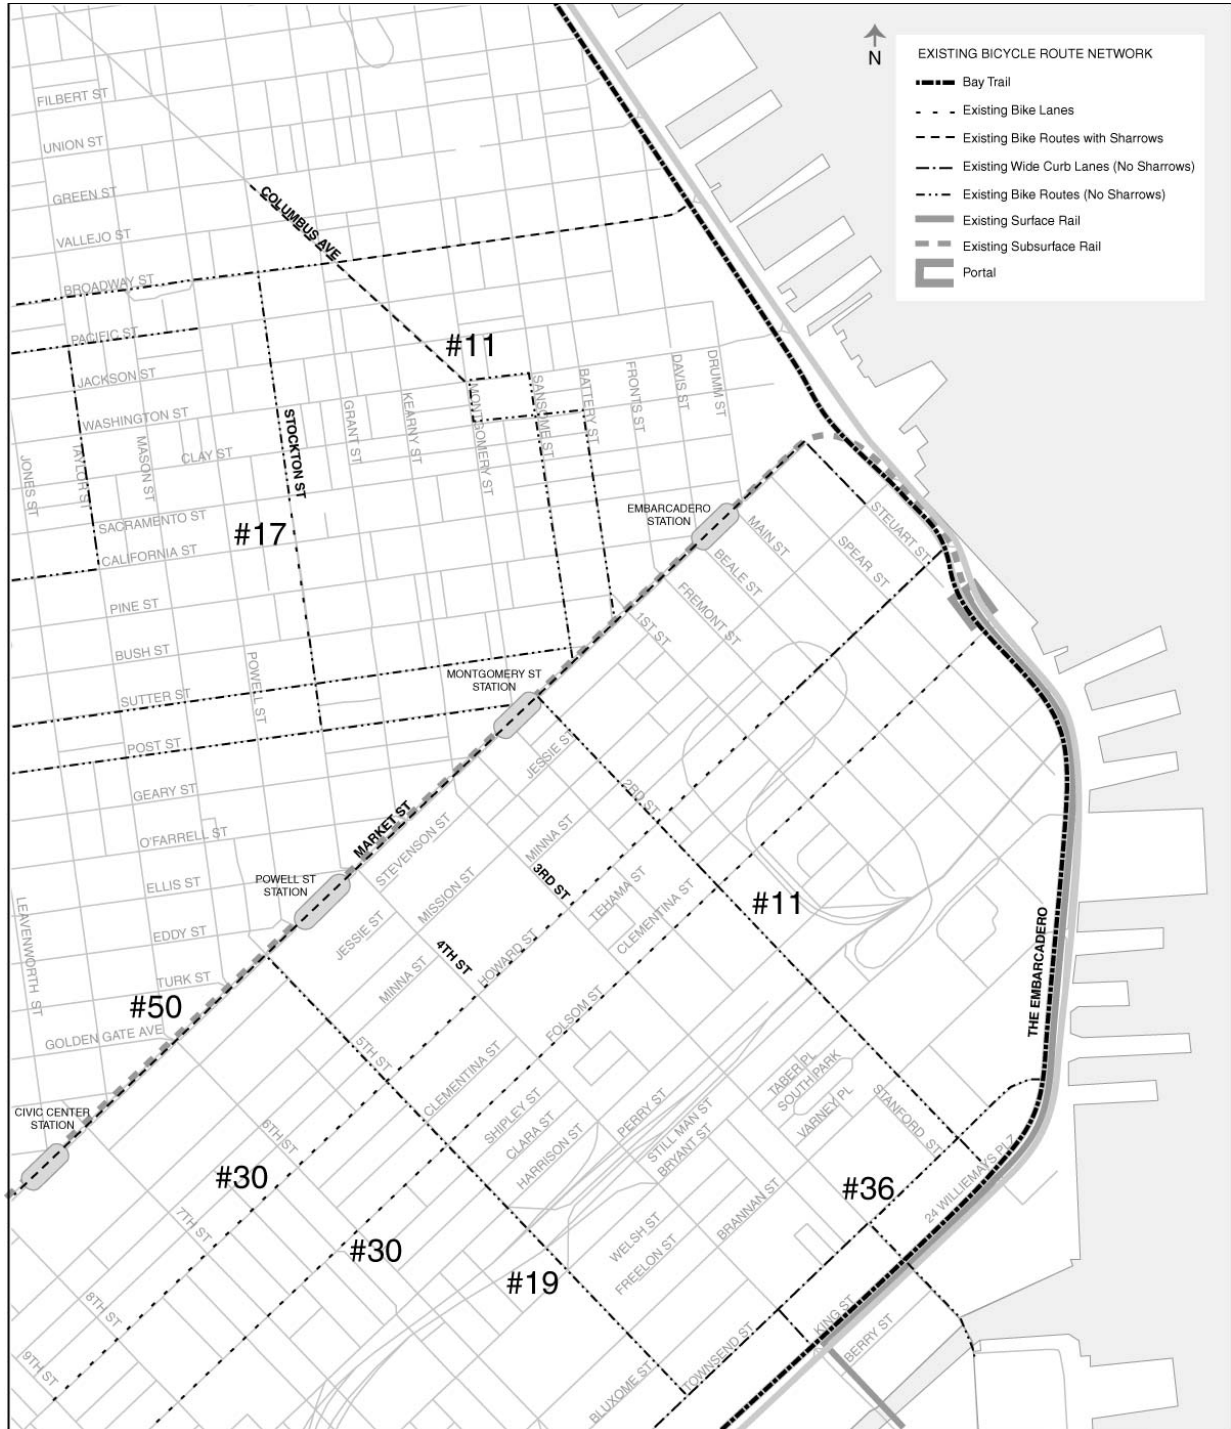 N
EXISTING BICYCLE ROUTE NETWORK
Bay Trail
Existing Bike Lanes
Existing Bike Routes with Sharrows
Existing Wide Curb Lanes (No Sharrows)
Existing Bike Routes (No Sharrows)
Existing Surface Rail
Existing Subsurface Rail
Portal
FILBERT ST
UNION ST
GREEN ST
VALLEJO ST
BROADWAY ST
PACIFIC ST
JACKSON ST
WASHINGTON ST
CLAY ST
SACRAMENTO ST
CALIFORNIA ST
PINE ST
BUSH ST
SUTTER ST
POST ST
GEARY ST
O'FARRELL ST
ELLIS ST
EDDY ST
TURK ST
GOLDEN GATE AVE
COLUMBUS AVE
#11
JONES ST
TAYLOR ST
MASON ST
POWELL ST
STOCKTON ST
GRANT ST
KEARNY ST
MONTGOMERY ST
SANSOME ST
BATTERY ST
FRONTS ST
DAVIS ST
DRUMM ST
LEAVENWORTH ST
#17
EMBARCADERO
STATION
MONTGOMERY ST
STATION
POWELL ST
STATION
CIVIC CENTER
STATION
MARKET ST
#50
STEUART ST
SPEAR ST
MAIN ST
BEALE ST
FREMONT ST
1ST ST
2RD ST
3RD ST
4TH ST
5TH ST
6TH ST
7TH ST
8TH ST
9TH ST
JESSIE ST
STEVENSON ST
MISSION ST
MINNA ST
JESSIE ST
MINNA ST
TEHAMA ST
CLEMENTINA ST
HOWARD ST
FOLSOM ST
CLEMENTINA ST
SHIPLEY ST
CLARA ST
HARRISON ST
PERRY ST
STILL MAN ST
BRYANT ST
TABER PL
SOUTH PARK
VARNEY PL
STANFORD ST
BRANNAN ST
WELSH ST
FREELON ST
BLUXOME ST
TOWNSEND ST
KING ST
BERRY ST
24 WILLIEMAYS PLZ
THE EMBARCADERO
#11
#36
#30
#30
#19